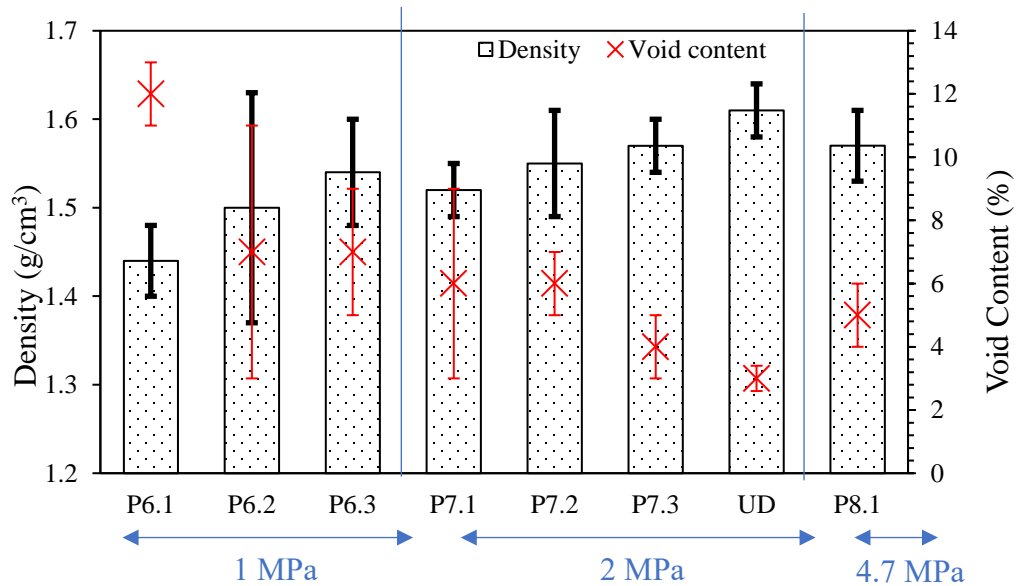 Density
Void content
Density (g/cm³)
1.7
1.6
1.5
1.4
1.3
1.2
14
12
10
8
6
4
2
0
Void Content (%)
P6.1 P6.2 P6.3 P7.1 P7.2 P7.3 UD P8.1
1 MPa 2 MPa 4.7 MPa